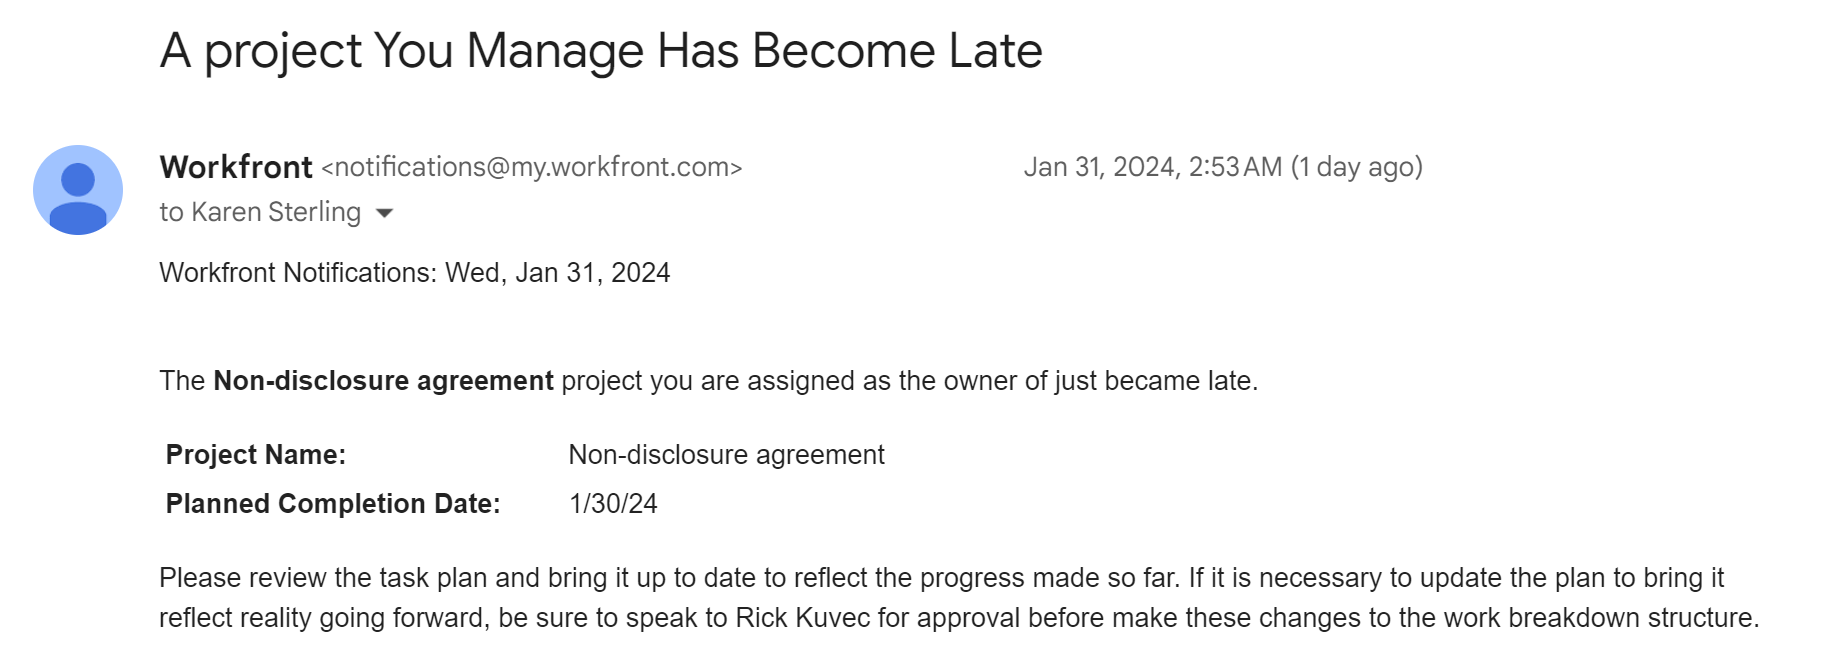 A project You Manage Has Become Late
Workfront <notifications@my.workfront.com> Jan 31, 2024, 2:53 AM (1 day ago)
to Karen Sterling
Workfront Notifications: Wed, Jan 31, 2024
The Non-disclosure agreement project you are assigned as the owner of just became late.
Project Name: Non-disclosure agreement
Planned Completion Date: 1/30/24
Please review the task plan and bring it up to date to reflect the progress made so far. If it is necessary to update the plan to bring it
reflect reality going forward, be sure to speak to Rick Kuvec for approval before make these changes to the work breakdown structure.